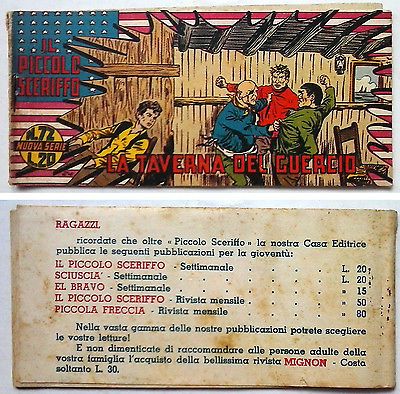 IL
PICCOLO
SCERIFFO
N. 72
NUOVA SERIE
L. 20
LA TAVERNA DEL GUERCIO
RAGAZZI
ricordate che oltre « Piccolo Sceriffo » la nostra Casa Editrice
pubblica le seguenti pubblicazioni per la gioventù:
IL PICCOLO SCERIFFO - Settimanale L. 20
SCIUSCIA' - Settimanale L. 20
EL BRAVO - Settimanale » 15
IL PICCOLO SCERIFFO - Rivista mensile » 50
PICCOLA FRECCIA - Rivista mensile » 80
Nella vasta gamma delle nostre pubblicazioni potrete scegliere
le vostre letture!
E non dimenticate di raccomandare alle persone adulte della
vostra famiglia l'acquisto della bellissima rivista MIGNON - Costa
soltanto L. 30.